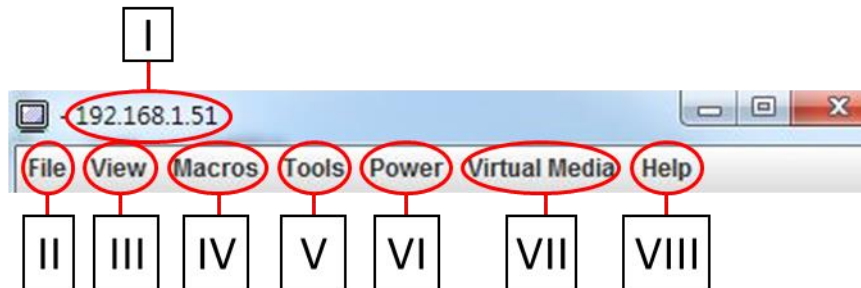 I
- 192.168.1.51
File View Macros Tools Power Virtual Media Help
II III IV V VI VII VIII